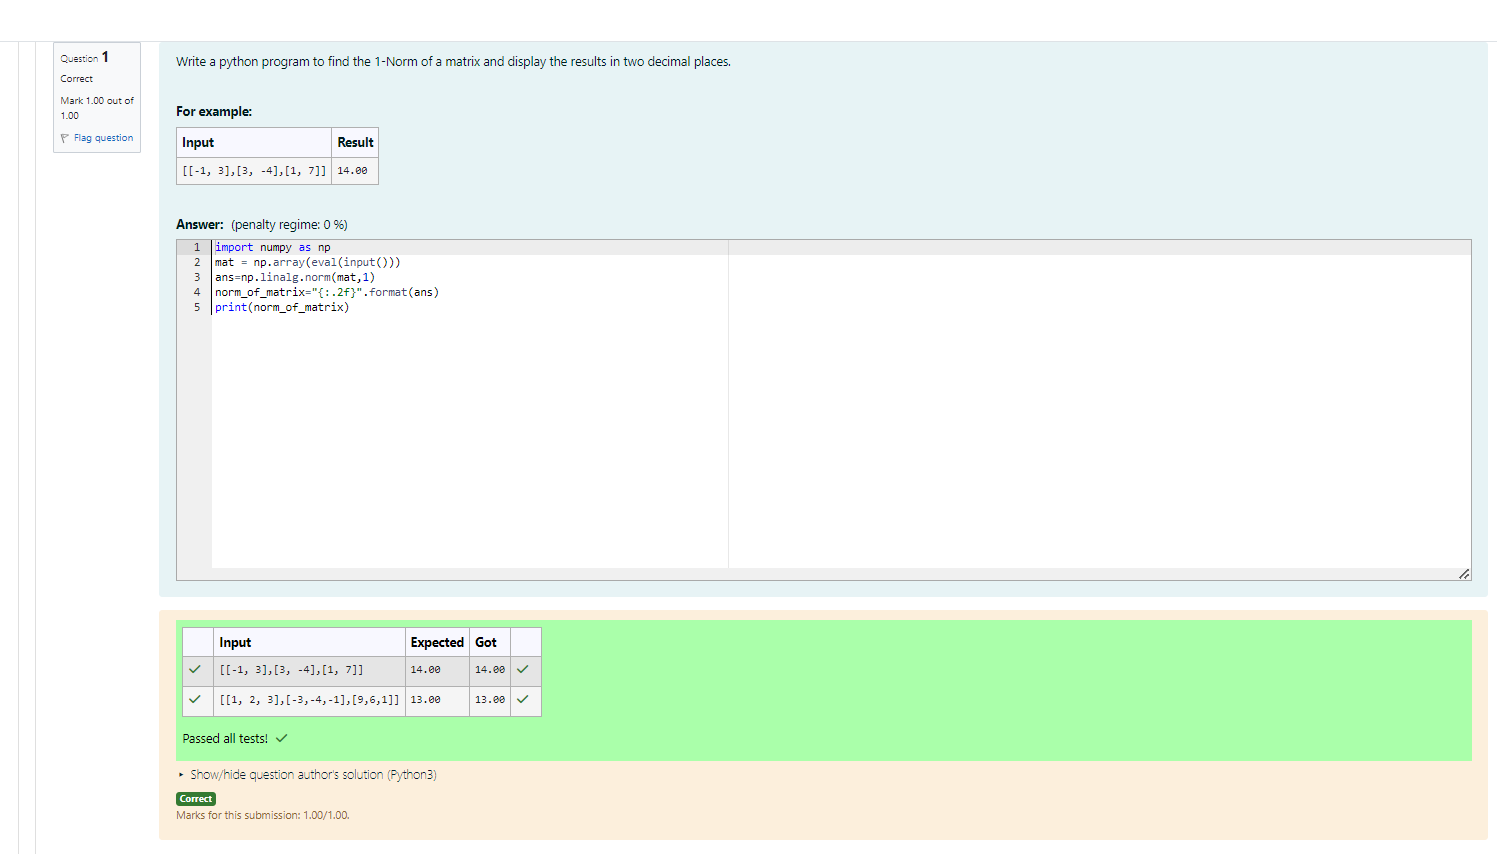 Question 1
Correct
Mark 1.00 out of
1.00
Flag question
Write a python program to find the 1-Norm of a matrix and display the results in two decimal places.
For example:
Input Result
[[-1, 3],[3, -4],[1, 7]] 14.00
Answer: (penalty regime: 0 %)
1 import numpy as np
2 mat = np.array(eval(input()))
3 ans=np.linalg.norm(mat,1)
4 norm_of_matrix="{:.2f}".format(ans)
5 print(norm_of_matrix)
Input Expected Got
✓ [[-1, 3],[3, -4],[1, 7]] 14.00 14.00 ✓
✓ [[1, 2, 3],[-3,-4,-1],[9,6,1]] 13.00 13.00 ✓
Passed all tests! ✓
Show/hide question author's solution (Python3)
Correct
Marks for this submission: 1.00/1.00.